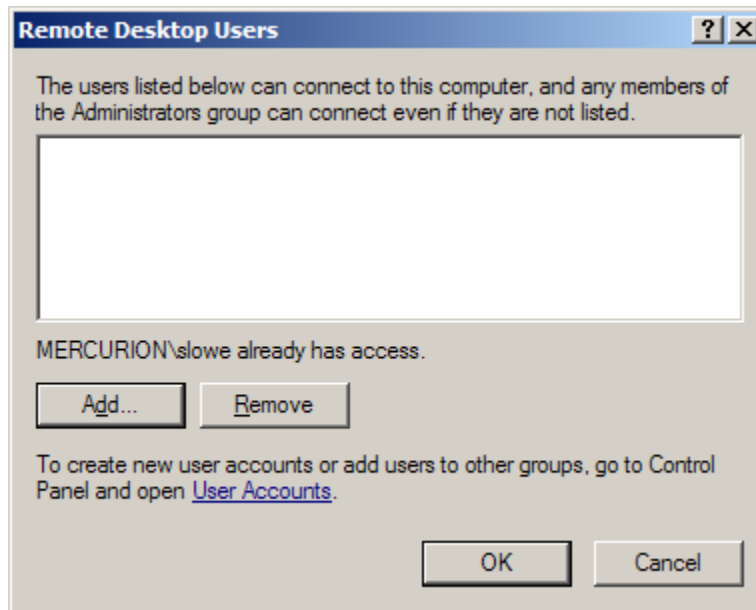 Remote Desktop Users
The users listed below can connect to this computer, and any members of
the Administrators group can connect even if they are not listed.
MERCURION\slowe already has access.
Add... Remove
To create new user accounts or add users to other groups, go to Control
Panel and open User Accounts.
OK Cancel